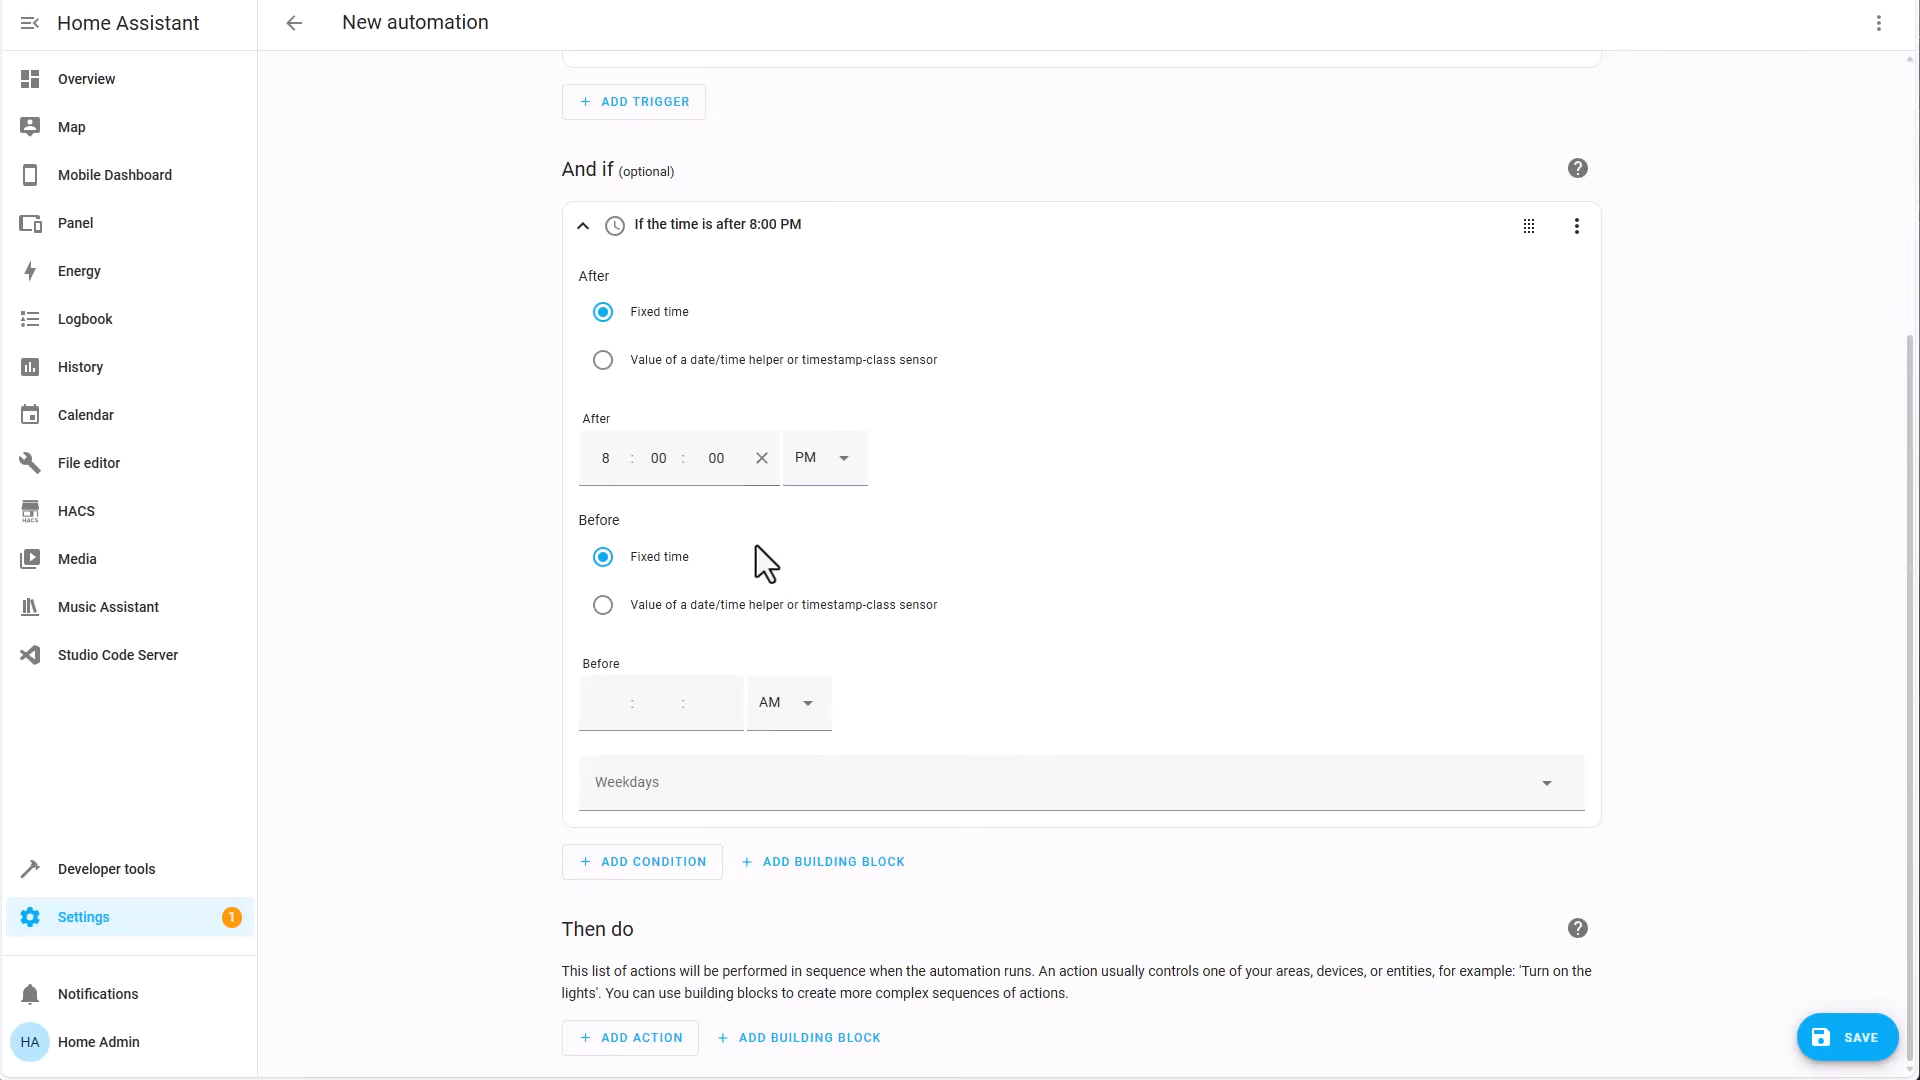 Home Assistant
New automation
Overview
Map
Mobile Dashboard
Panel
Energy
Logbook
History
Calendar
File editor
HACS
HACS
Media
Music Assistant
Studio Code Server
Developer tools
Settings
1
Notifications
HA
Home Admin
+ ADD TRIGGER
And if (optional)
?
If the time is after 8:00 PM
After
Fixed time
Value of a date/time helper or timestamp-class sensor
After
8 : 00 : 00 PM
Before
Fixed time
Value of a date/time helper or timestamp-class sensor
Before
: : AM
Weekdays
+ ADD CONDITION + ADD BUILDING BLOCK
Then do
?
This list of actions will be performed in sequence when the automation runs. An action usually controls one of your areas, devices, or entities, for example: 'Turn on the
lights'. You can use building blocks to create more complex sequences of actions.
+ ADD ACTION + ADD BUILDING BLOCK
SAVE